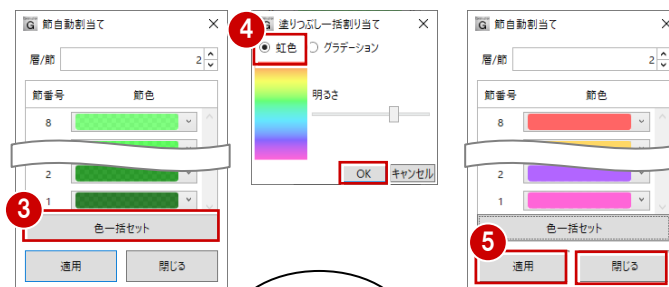 節自動割当て
層/節 2
節番号 節色
8
2
1
3
色一括セット
適用 閉じる
4
塗りつぶし一括割り当て
虹色 グラデーション
明るさ
OK キャンセル
節自動割当て
層/節 2
節番号 節色
8
2
1
色一括セット
5
適用 閉じる